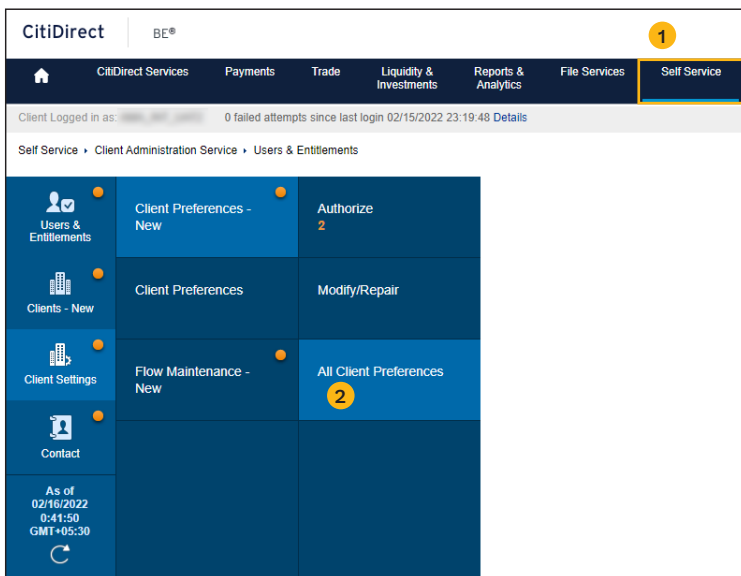 CitiDirect BE®
1
CitiDirect Services Payments Trade Liquidity & Investments Reports & Analytics File Services Self Service
Client Logged in as: 0 failed attempts since last login 02/15/2022 23:19:48 Details
Self Service ▸ Client Administration Service ▸ Users & Entitlements
Users &
Entitlements
Client Preferences -
New
Authorize
2
Clients - New
Client Preferences
Modify/Repair
Client Settings
Flow Maintenance -
New
All Client Preferences
2
Contact
As of
02/16/2022
0:41:50
GMT+05:30